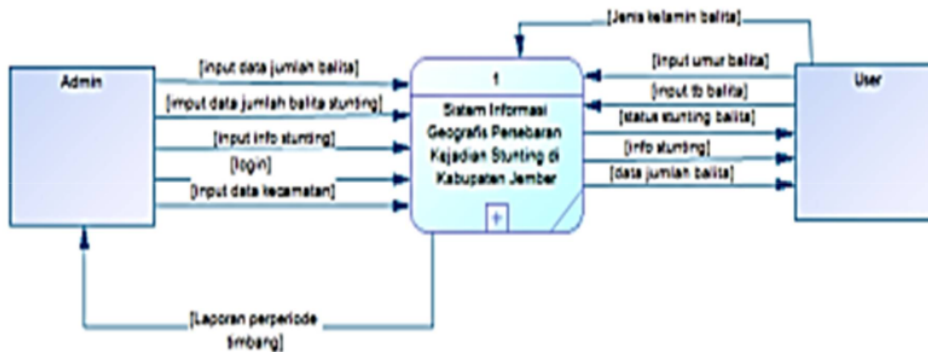 Admin
[input data jumlah balita]
[imput data jumlah balita stunting]
[input info stunting]
[login]
[input data kecamatan]
[Laporan perperiode
timbang]
1
Sistem Informasi
Geografis Penebaran
Kejadian Stunting di
Kabupaten Jember
+
[Jenis kelamin balita]
[input umur balita]
[input tb balita]
[status stunting balita]
[info stunting]
[data jumlah balita]
User